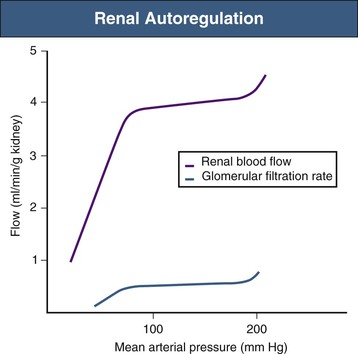 Renal Autoregulation
5
4
3
2
1
Flow (ml/min/g kidney)
Renal blood flow
Glomerular filtration rate
100
200
Mean arterial pressure (mm Hg)